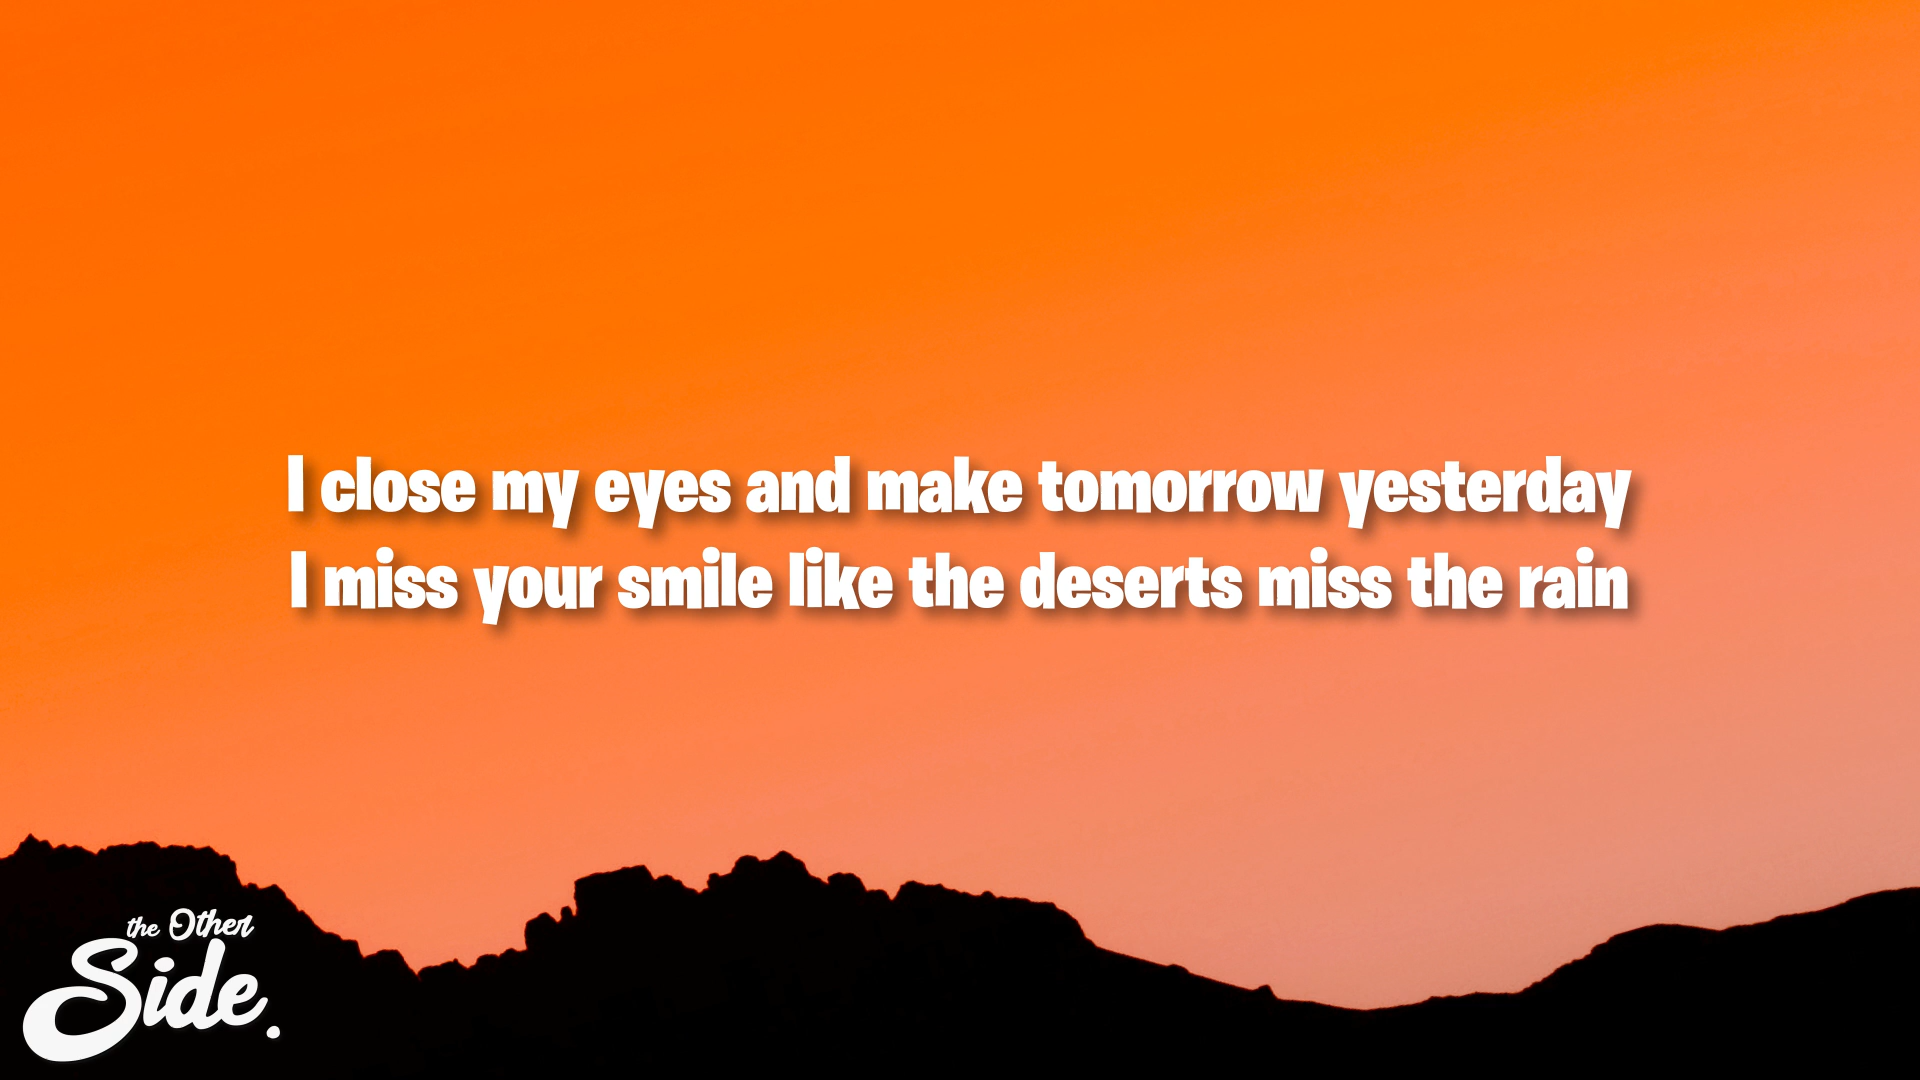 I close my eyes and make tomorrow yesterday
I miss your smile like the deserts miss the rain
the Other
Side.